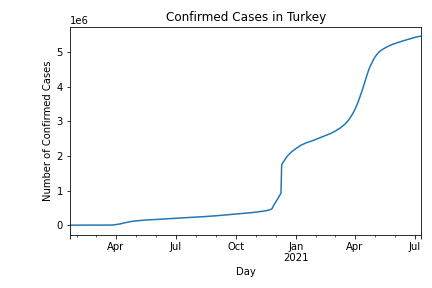 Confirmed Cases in Turkey
1e6
Number of Confirmed Cases
5
4
3
2
1
0
Apr Jul Oct Jan Apr Jul
2021
Day